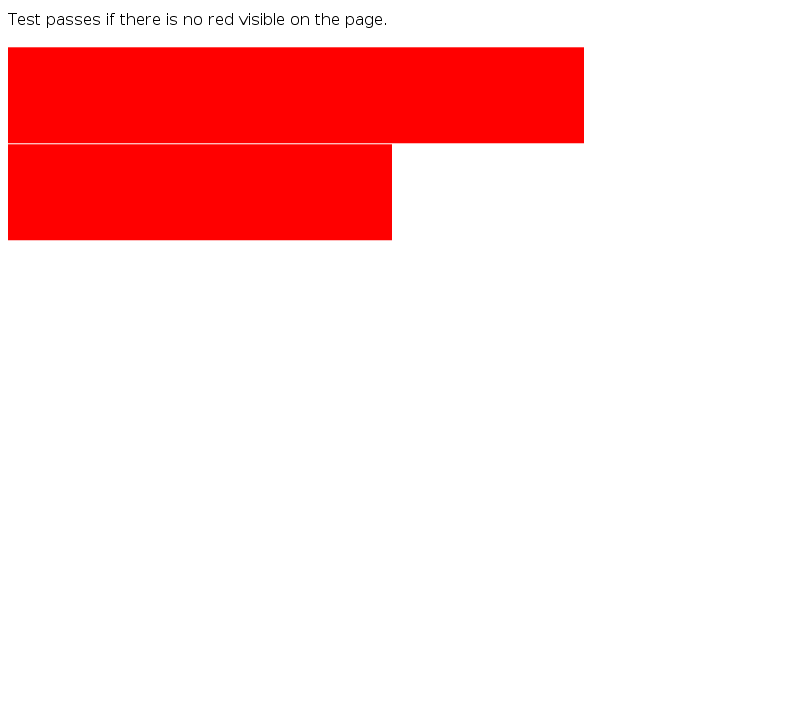 Test passes if there is no red visible on the page.